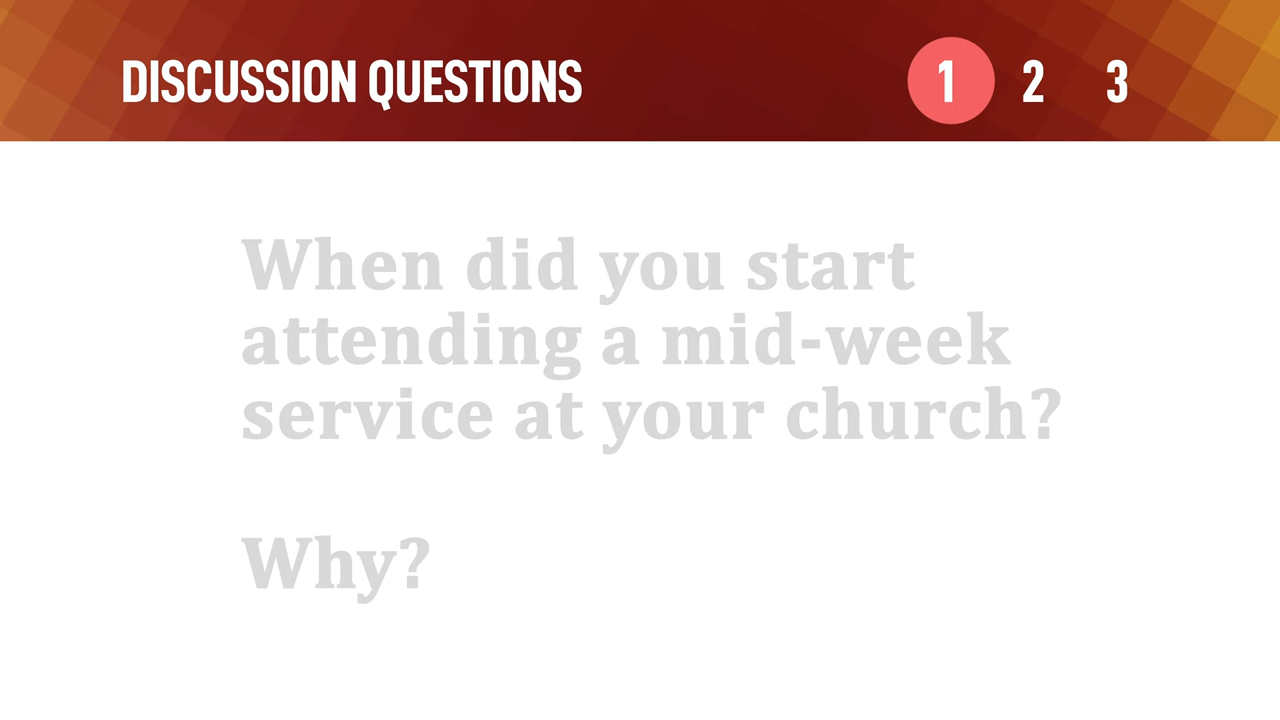 DISCUSSION QUESTIONS 1 2 3
When did you start
attending a mid-week
service at your church?
Why?